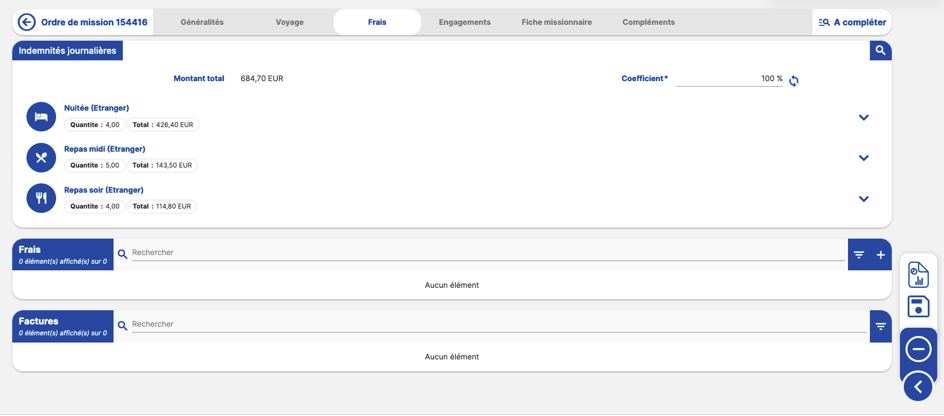 Ordre de mission 154416
Généralités
Voyage
Frais
Engagements
Fiche missionnaire
Compléments
A compléter
Indemnités journalières
Montant total 684,70 EUR
Coefficient* 100 %
Nuitée (Etranger)
Quantite : 4,00 Total : 426,40 EUR
Repas midi (Etranger)
Quantite : 5,00 Total : 143,50 EUR
Repas soir (Etranger)
Quantite : 4,00 Total : 114,80 EUR
Frais
0 élément(s) affiché(s) sur 0
Rechercher
Aucun élément
Factures
0 élément(s) affiché(s) sur 0
Rechercher
Aucun élément